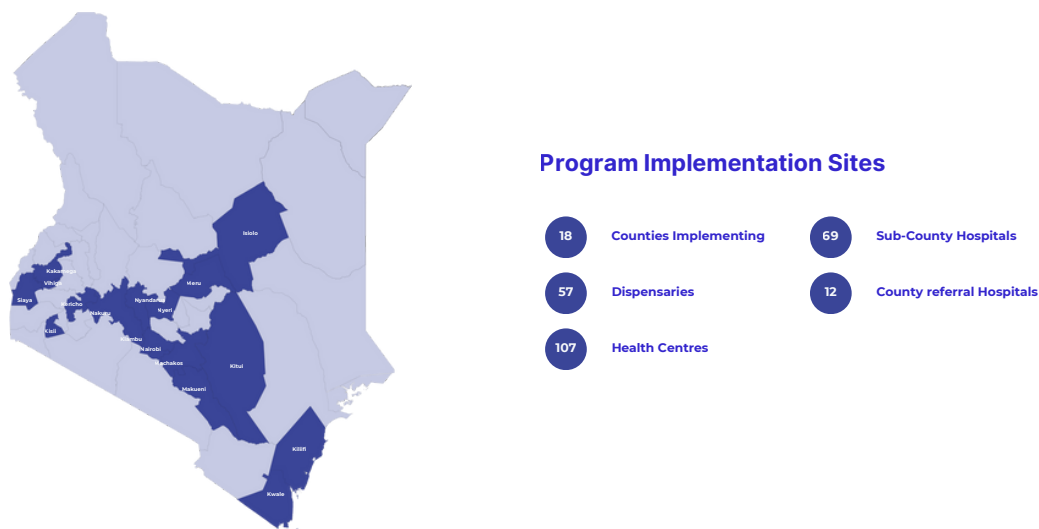 Program Implementation Sites
18 Counties Implementing
69 Sub-County Hospitals
57 Dispensaries
12 County referral Hospitals
107 Health Centres
Isiolo
Kakamega
Vihiga
Meru
Siaya
Kericho
Nyandarua
Nakuru
Nyeri
Kisii
Kiambu
Nairobi
Machakos
Kitui
Makueni
Kilifi
Kwale